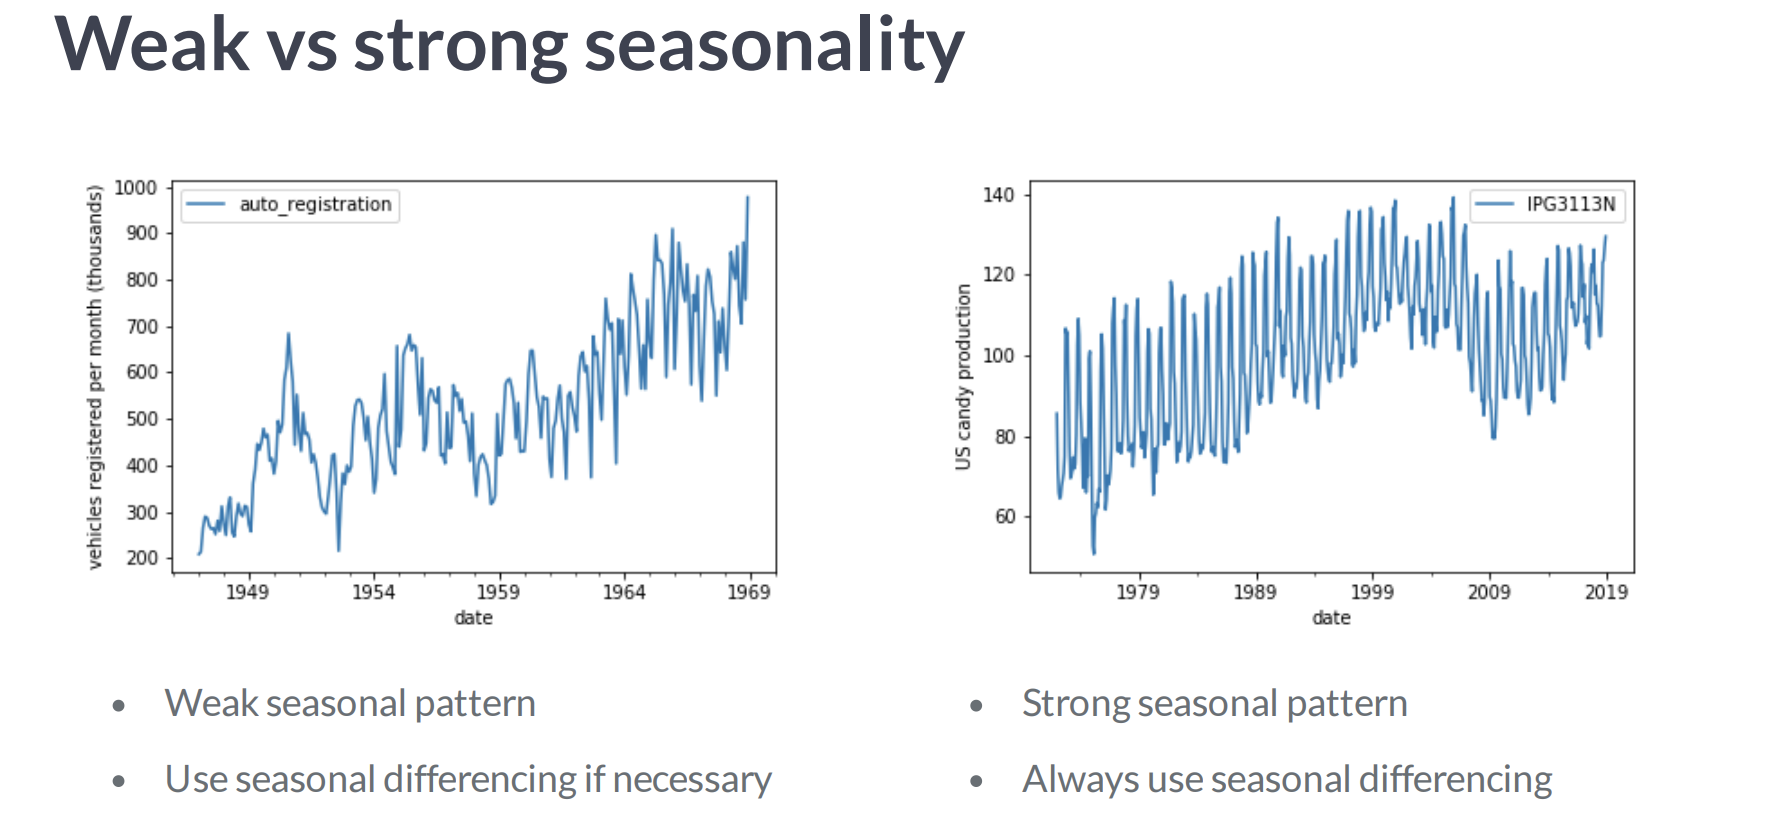 Weak vs strong seasonality
vehicles registered per month (thousands)
1000
900
800
700
600
500
400
300
200
auto_registration
1949 1954 1959 1964 1969
date
US candy production
140
120
100
80
60
IPG3113N
1979 1989 1999 2009 2019
date
• Weak seasonal pattern
• Use seasonal differencing if necessary
• Strong seasonal pattern
• Always use seasonal differencing